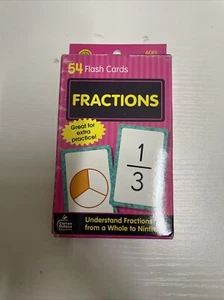 54 Flash Cards
FRACTIONS
Great for
extra
practice!
1
3
Understand Fractions
from a Whole to Ninths